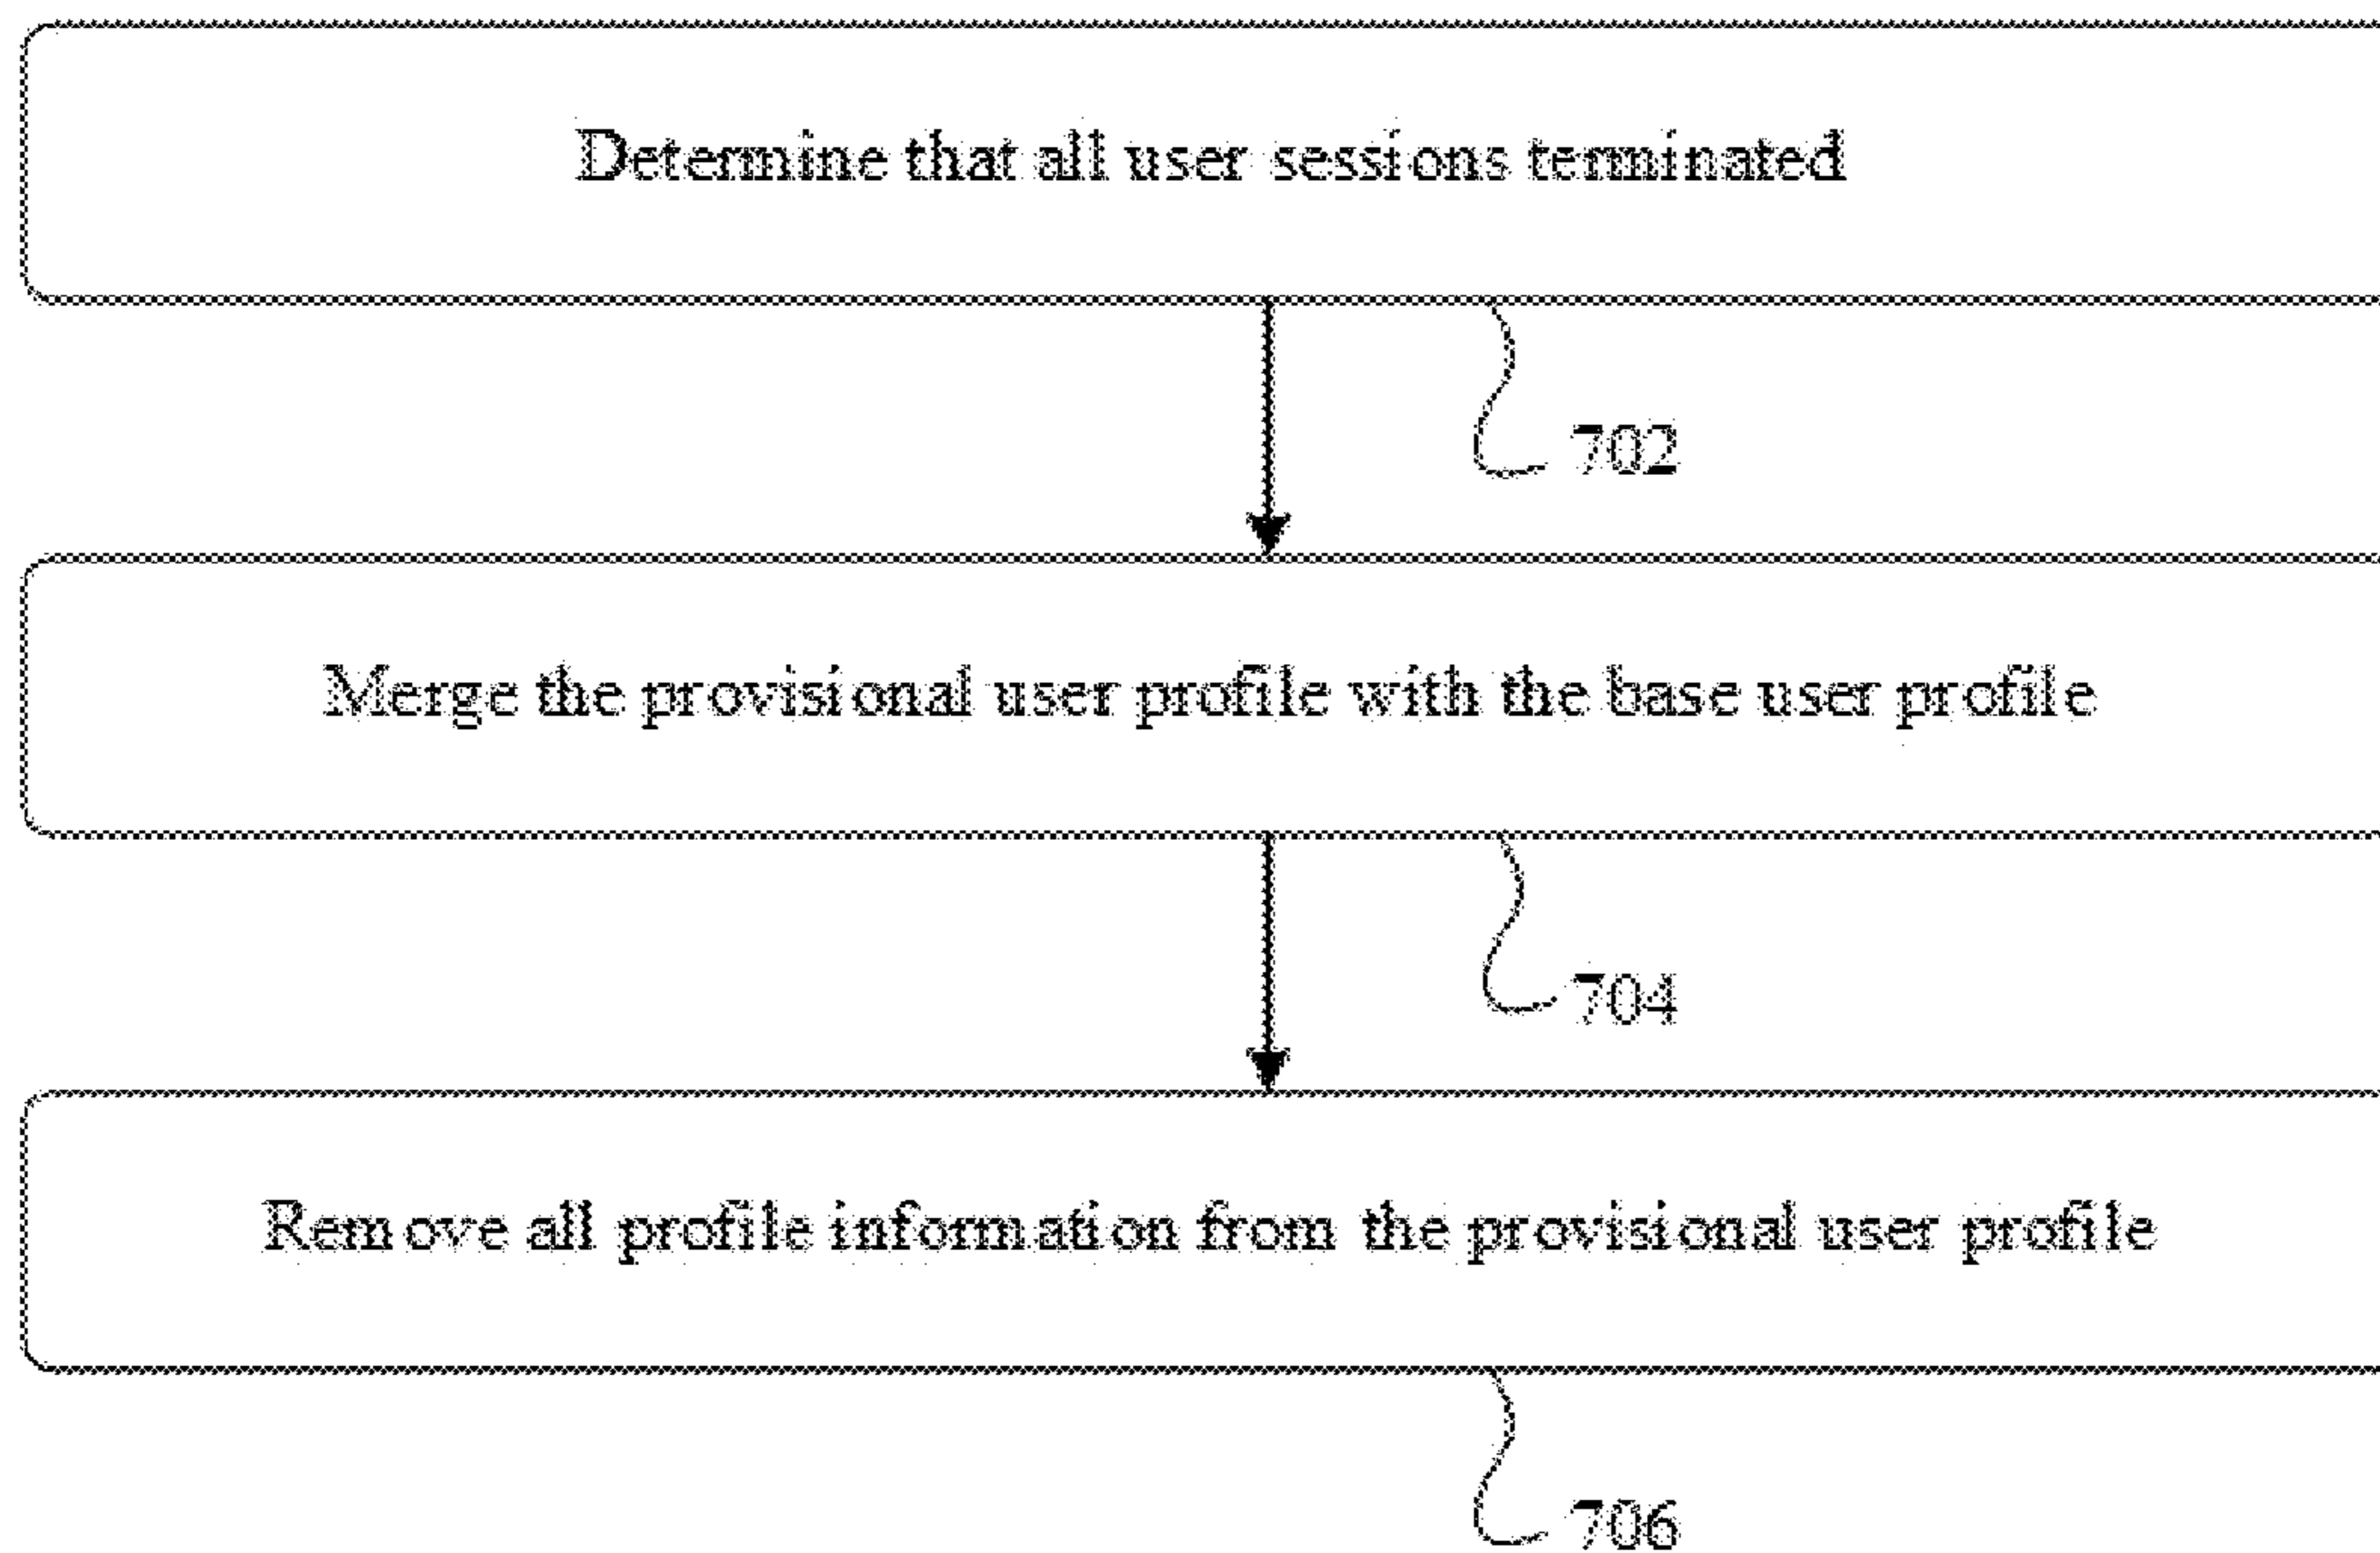 Determine that all user sessions terminated
702
Merge the provisional user profile with the base user profile
704
Remove all profile information from the provisional user profile
706